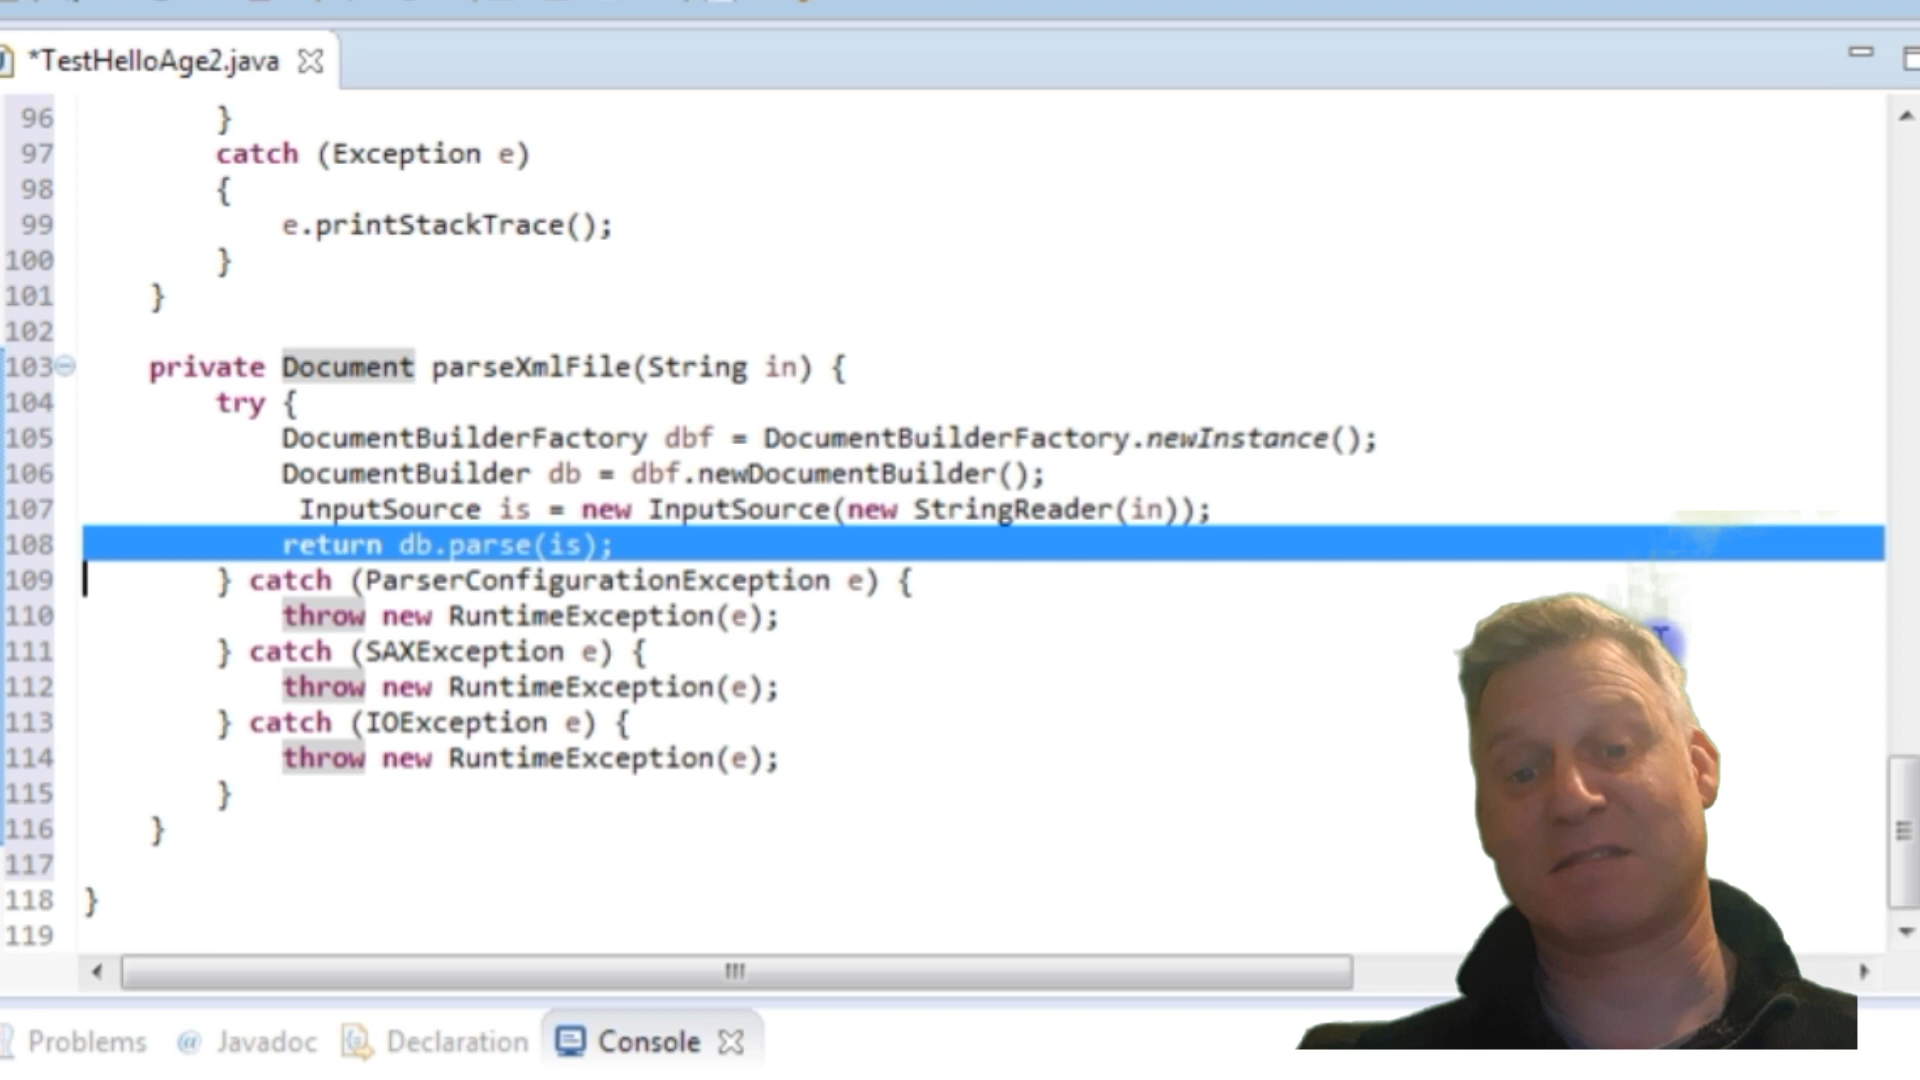 *TestHelloAge2.java
96 }
97 catch (Exception e)
98 {
99 e.printStackTrace();
100 }
101 }
102
103 private Document parseXmlFile(String in) {
104 try {
105 DocumentBuilderFactory dbf = DocumentBuilderFactory.newInstance();
106 DocumentBuilder db = dbf.newDocumentBuilder();
107 InputSource is = new InputSource(new StringReader(in));
108 return db.parse(is);
109 } catch (ParserConfigurationException e) {
110 throw new RuntimeException(e);
111 } catch (SAXException e) {
112 throw new RuntimeException(e);
113 } catch (IOException e) {
114 throw new RuntimeException(e);
115 }
116 }
117
118 }
119
Problems @ Javadoc Declaration Console